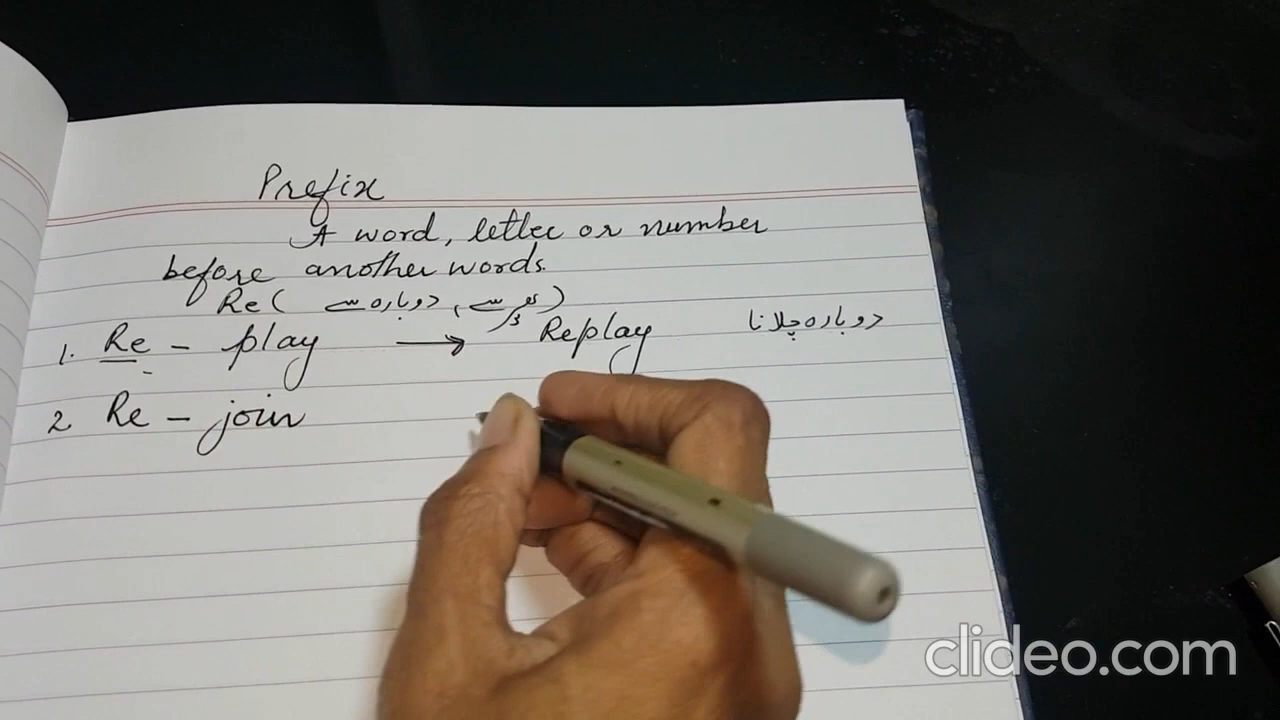 Prefix
A word, letter or number
before another words.
Re ( پھر سے, دوبارہ سے )
1. Re - play → Replay دوبارہ چلانا
2 Re - join
clideo.com